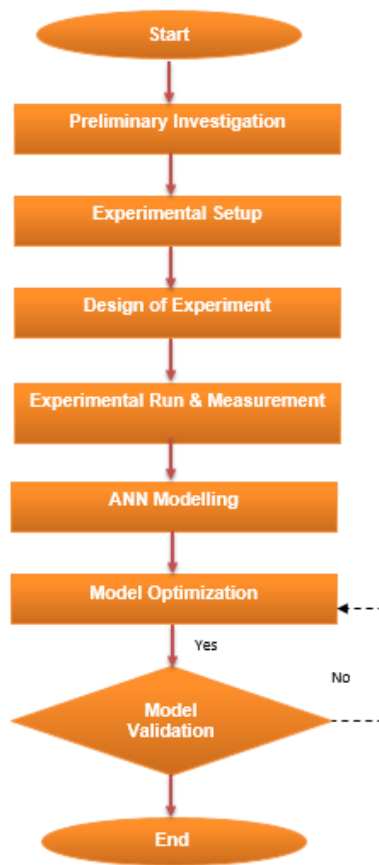 Start
Preliminary Investigation
Experimental Setup
Design of Experiment
Experimental Run & Measurement
ANN Modelling
Model Optimization
Yes
No
Model
Validation
End